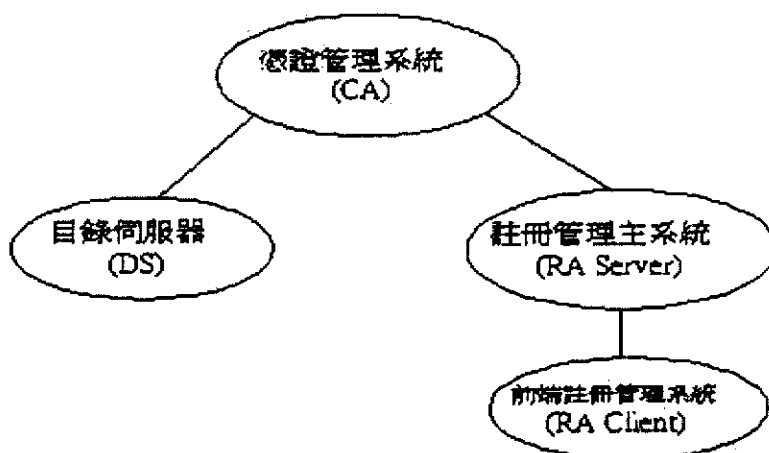 憑證管理系統
(CA)
目錄伺服器
(DS)
註冊管理主系統
(RA Server)
前端註冊管理系統
(RA Client)